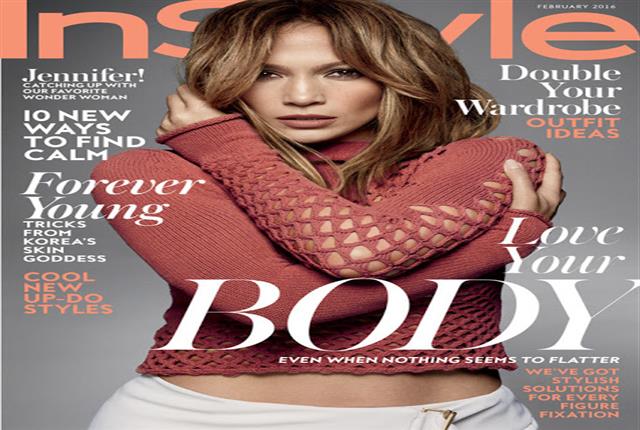 InStyle
FEBRUARY 2016
Jennifer!
CATCHING UP WITH
OUR FAVORITE
WONDER WOMAN
10 NEW
WAYS
TO FIND
CALM
Forever
Young
TRICKS
FROM
KOREA'S
SKIN
GODDESS
COOL
NEW
UP-DO
STYLES
Double
Your
Wardrobe
OUTFIT
IDEAS
Love
Your
BODY
EVEN WHEN NOTHING SEEMS TO FLATTER
WE'VE GOT
STYLISH
SOLUTIONS
FOR EVERY
FIGURE
FIXATION